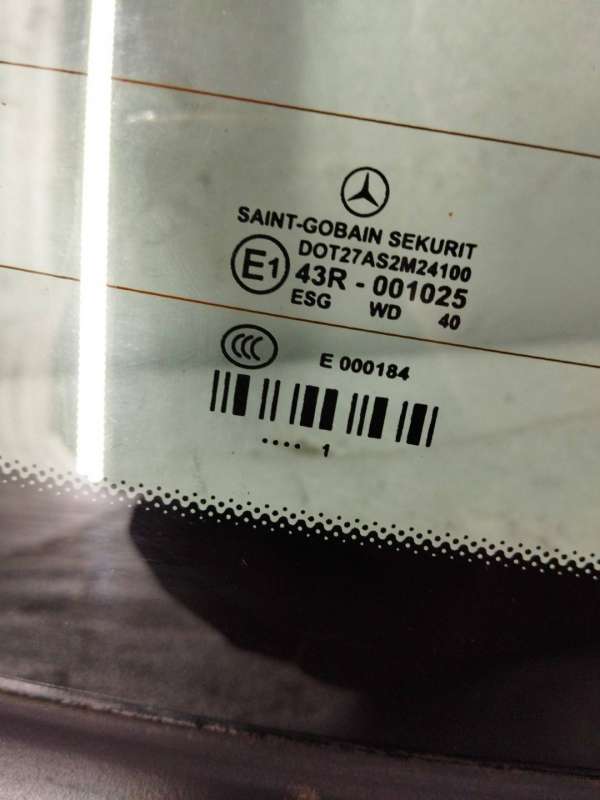 SAINT-GOBAIN SEKURIT
DOT27AS2M24100
E1 43R - 001025
ESG WD 40
CCC E 000184
.... 1